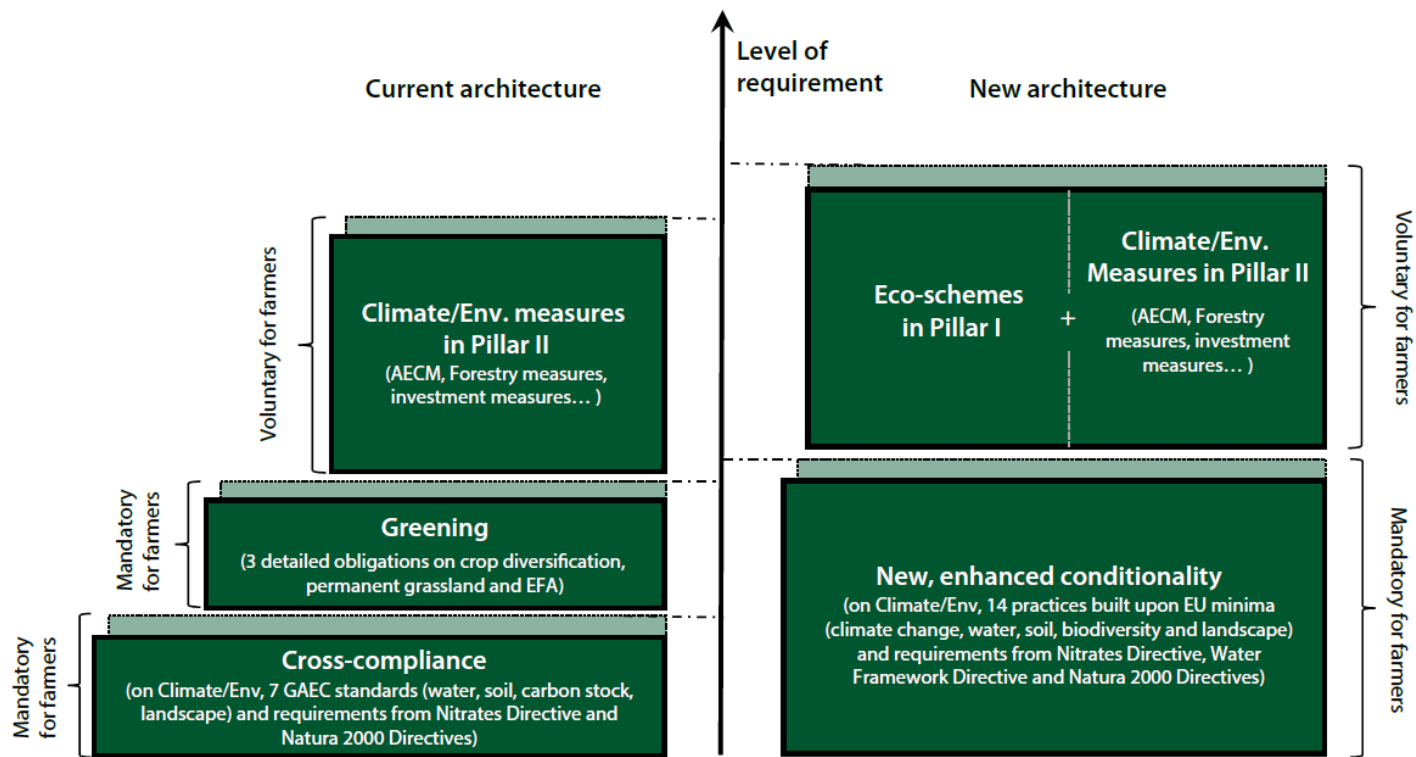 Current architecture
Level of
requirement
New architecture
Voluntary for farmers
Climate/Env. measures
in Pillar II
(AECM, Forestry measures,
investment measures… )
Mandatory
for farmers
Greening
(3 detailed obligations on crop diversification,
permanent grassland and EFA)
Mandatory
for farmers
Cross-compliance
(on Climate/Env, 7 GAEC standards (water, soil, carbon stock,
landscape) and requirements from Nitrates Directive and
Natura 2000 Directives)
Eco-schemes
in Pillar I
+
Climate/Env.
Measures in Pillar II
(AECM, Forestry
measures, investment
measures… )
Voluntary for farmers
New, enhanced conditionality
(on Climate/Env, 14 practices built upon EU minima
(climate change, water, soil, biodiversity and landscape)
and requirements from Nitrates Directive, Water
Framework Directive and Natura 2000 Directives)
Mandatory for farmers